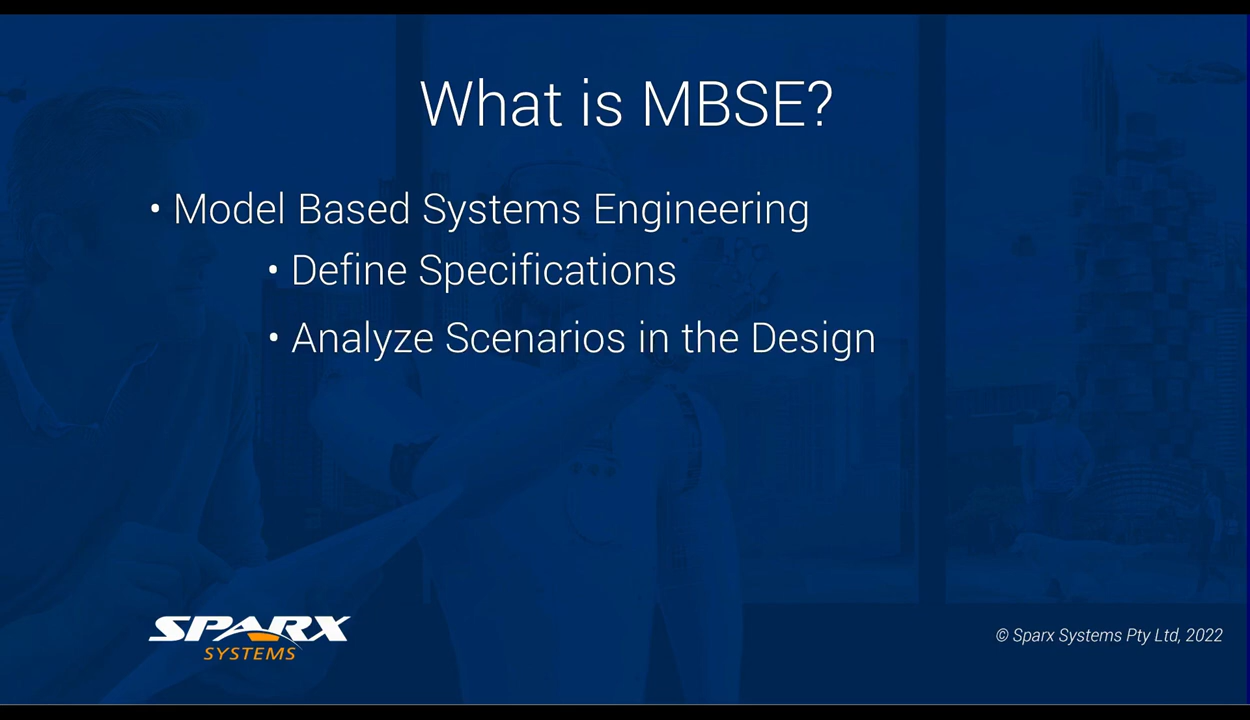 What is MBSE?
• Model Based Systems Engineering
• Define Specifications
• Analyze Scenarios in the Design
SPARX
SYSTEMS
© Sparx Systems Pty Ltd, 2022